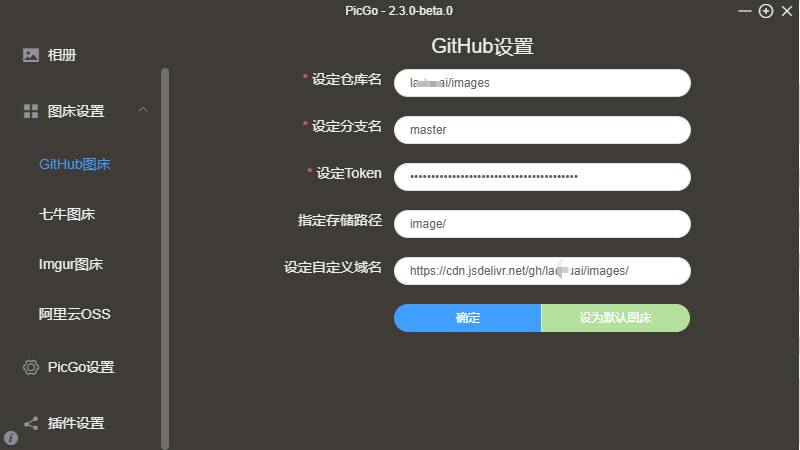 PicGo - 2.3.0-beta.0
相册
图床设置
GitHub图床
七牛图床
Imgur图床
阿里云OSS
PicGo设置
插件设置
GitHub设置
* 设定仓库名
ai/images
* 设定分支名
master
* 设定Token
••••••••••••••••••••••••••••••••••••••••
指定存储路径
image/
设定自定义域名
https://cdn.jsdelivr.net/gh/la ai/images/
确定
设为默认图床